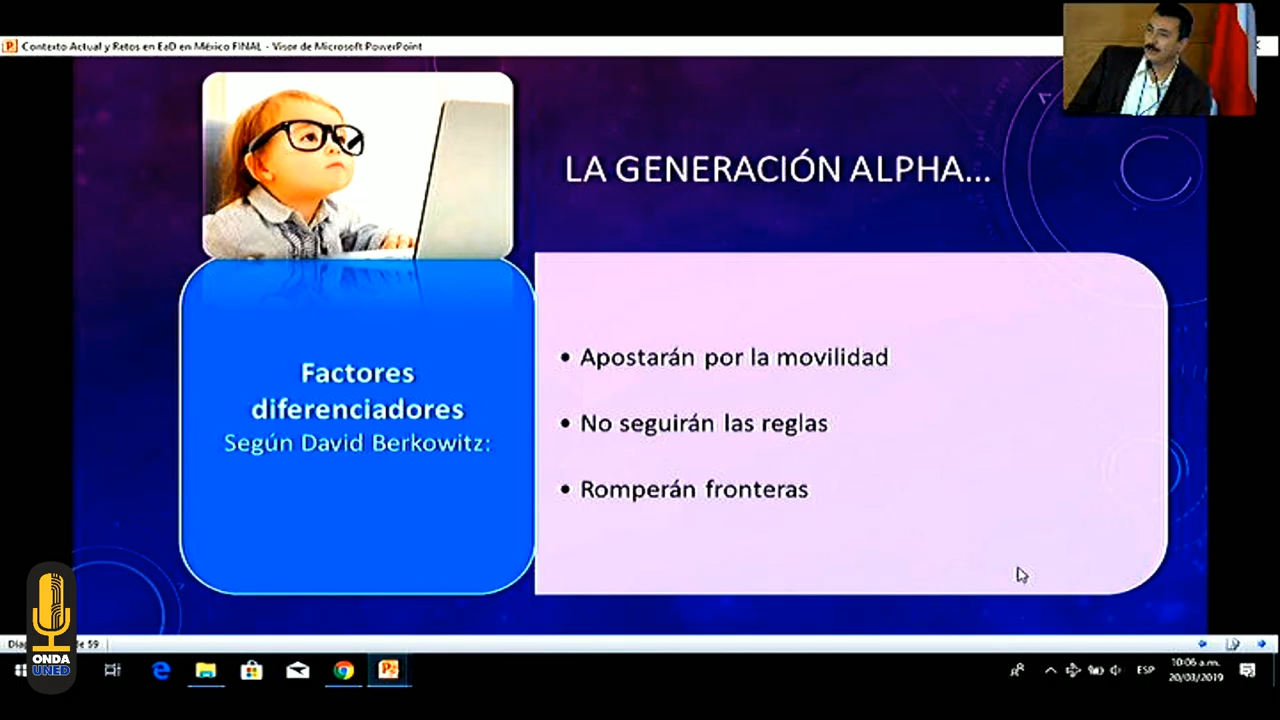 Contexto Actual y Retos en EaD en México FINAL - Visor de Microsoft PowerPoint
LA GENERACIÓN ALPHA...
Factores
diferenciadores
Según David Berkowitz:
• Apostarán por la movilidad
• No seguirán las reglas
• Romperán fronteras
de 59
ONDA
UNED
ESP
10:06 a.m.
20/03/2019